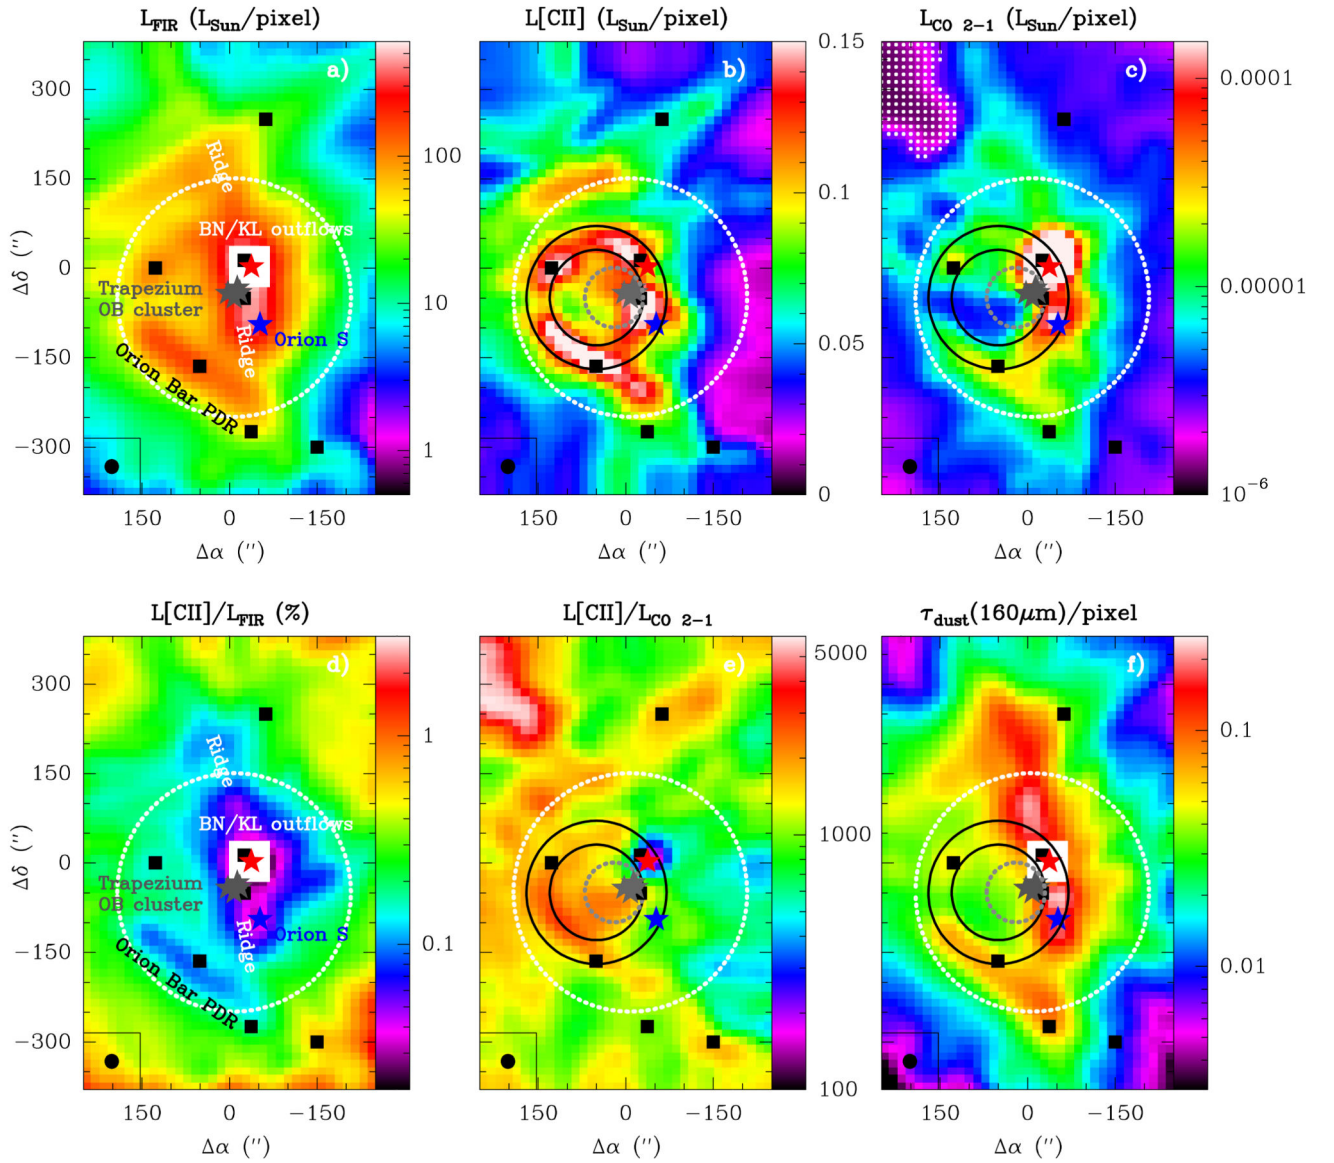 L_FIR (L_Sun/pixel)
L[CII] (L_Sun/pixel)
L_CO 2-1 (L_Sun/pixel)
a)
b)
c)
300
150
0
−150
−300
Δδ (″)
Ridge
BN/KL outflows
Trapezium
OB cluster
Ridge
Orion S
Orion Bar PDR
100
10
1
0.15
0.1
0.05
0
0.0001
0.00001
10^-6
150 0 −150
150 0 −150
150 0 −150
Δα (″)
Δα (″)
Δα (″)
L[CII]/L_FIR (%)
L[CII]/L_CO 2-1
τ_dust(160μm)/pixel
d)
e)
f)
300
150
0
−150
−300
Δδ (″)
Ridge
BN/KL outflows
Trapezium
OB cluster
Ridge
Orion S
Orion Bar PDR
1
0.1
5000
1000
100
0.1
0.01
150 0 −150
150 0 −150
150 0 −150
Δα (″)
Δα (″)
Δα (″)